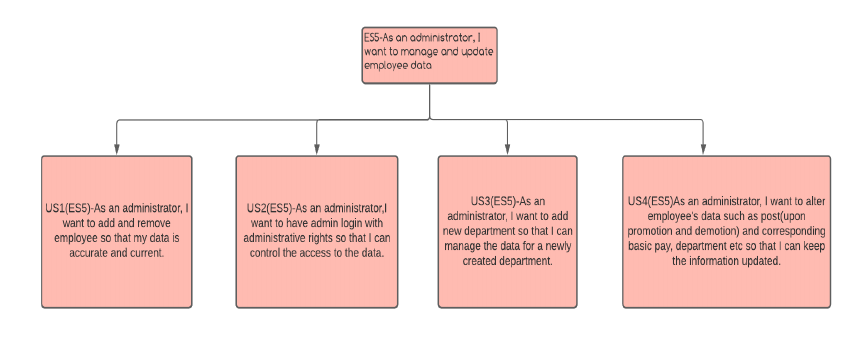 ES5-As an administrator, I
want to manage and update
employee data
US1(ES5)-As an administrator, I
want to add and remove
employee so that my data is
accurate and current.
US2(ES5)-As an administrator,I
want to have admin login with
administrative rights so that I can
control the access to the data.
US3(ES5)-As an
administrator, I want to add
new department so that I can
manage the data for a newly
created department.
US4(ES5)As an administrator, I want to alter
employee's data such as post(upon
promotion and demotion) and corresponding
basic pay, department etc so that I can keep
the information updated.